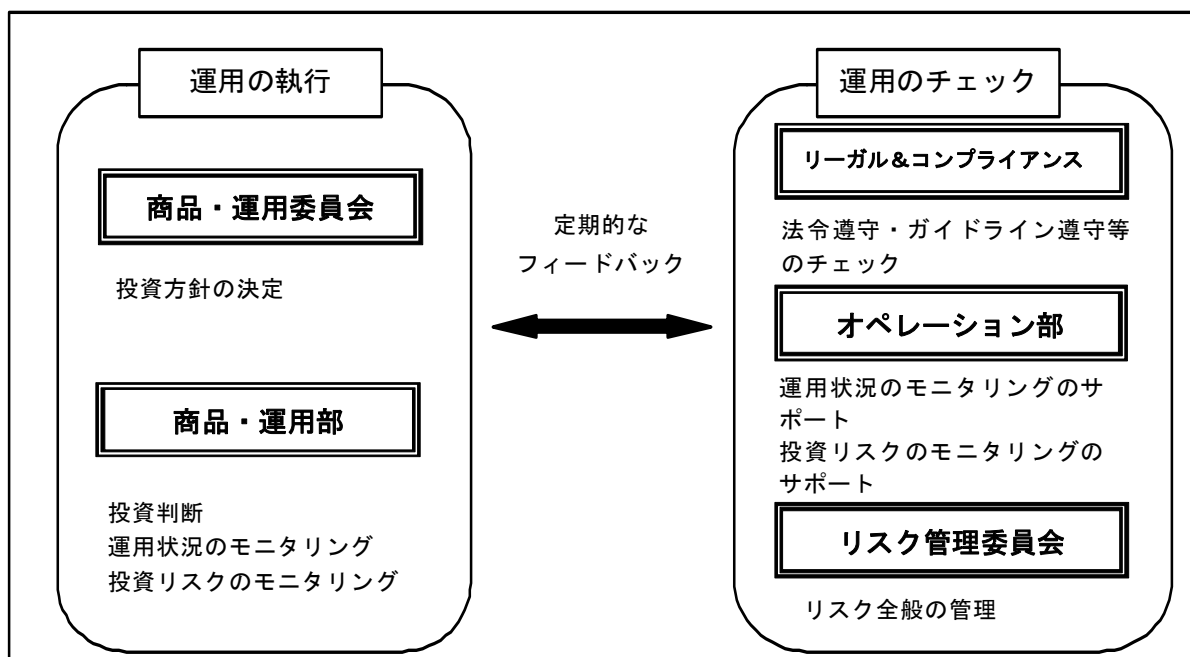 運用の執行
商品・運用委員会
投資方針の決定
商品・運用部
投資判断
運用状況のモニタリング
投資リスクのモニタリング
定期的な
フィードバック
運用のチェック
リーガル&コンプライアンス
法令遵守・ガイドライン遵守等
のチェック
オペレーション部
運用状況のモニタリングのサ
ポート
投資リスクのモニタリングの
サポート
リスク管理委員会
リスク全般の管理